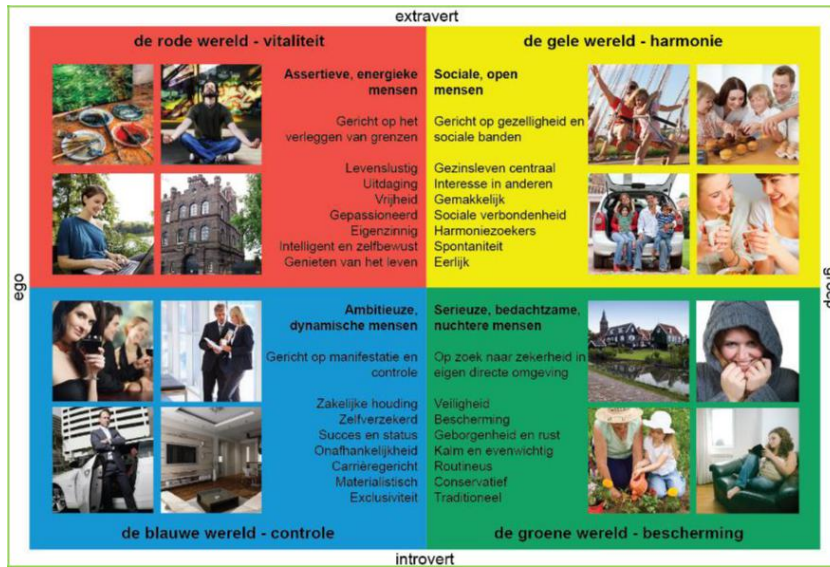 extravert
de rode wereld - vitaliteit
Assertieve, energieke
mensen
Gericht op het
verleggen van grenzen
Levenslustig
Uitdaging
Vrijheid
Gepassioneerd
Eigenzinnig
Intelligent en zelfbewust
Genieten van het leven
de gele wereld - harmonie
Sociale, open
mensen
Gericht op gezelligheid en
sociale banden
Gezinsleven centraal
Interesse in anderen
Gemakkelijk
Sociale verbondenheid
Harmoniezoekers
Spontaniteit
Eerlijk
ego
groep
Ambitieuze,
dynamische mensen
Gericht op manifestatie en
controle
Zakelijke houding
Zelfverzekerd
Succes en status
Onafhankelijkheid
Carrièregericht
Materialistisch
Exclusiviteit
de blauwe wereld - controle
Serieuze, bedachtzame,
nuchtere mensen
Op zoek naar zekerheid in
eigen directe omgeving
Veiligheid
Bescherming
Geborgenheid en rust
Kalm en evenwichtig
Routineus
Conservatief
Traditioneel
de groene wereld - bescherming
introvert